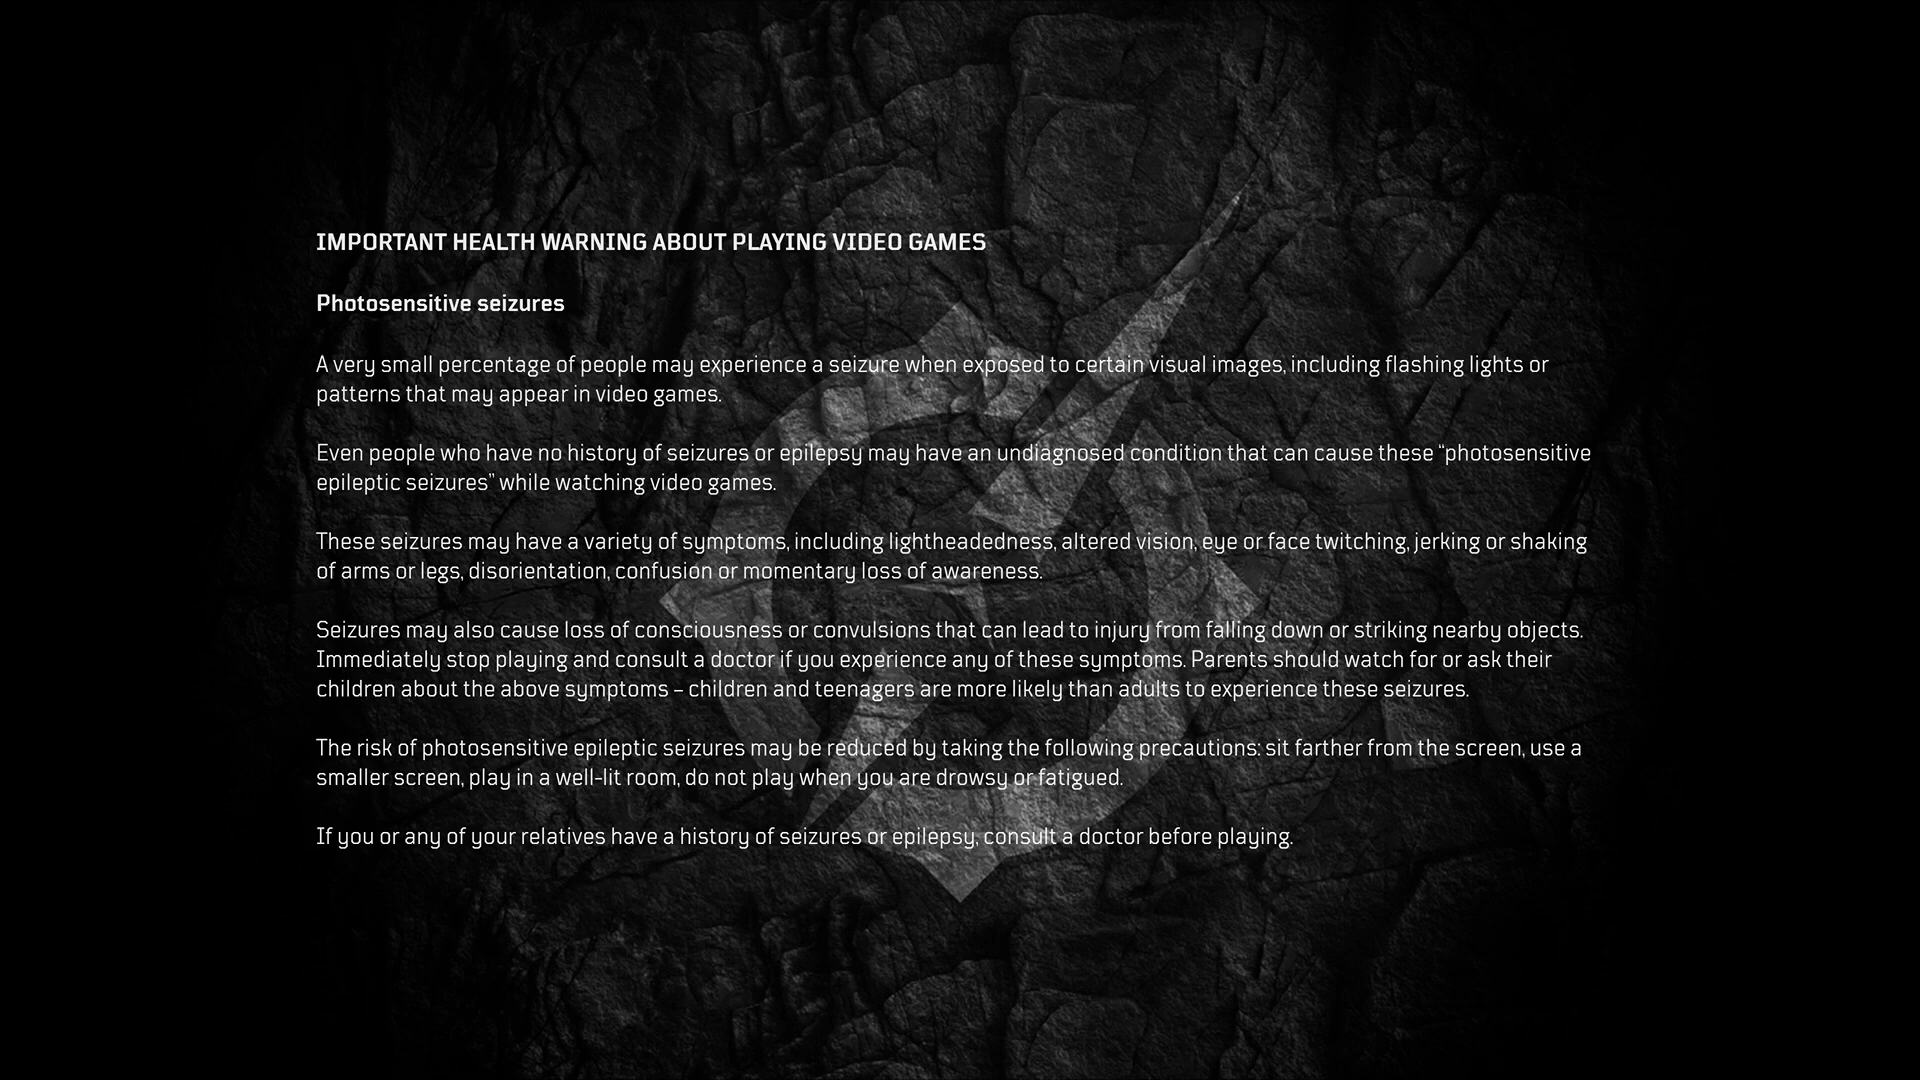 IMPORTANT HEALTH WARNING ABOUT PLAYING VIDEO GAMES
Photosensitive seizures
A very small percentage of people may experience a seizure when exposed to certain visual images, including flashing lights or
patterns that may appear in video games.
Even people who have no history of seizures or epilepsy may have an undiagnosed condition that can cause these “photosensitive
epileptic seizures” while watching video games.
These seizures may have a variety of symptoms, including lightheadedness, altered vision, eye or face twitching, jerking or shaking
of arms or legs, disorientation, confusion or momentary loss of awareness.
Seizures may also cause loss of consciousness or convulsions that can lead to injury from falling down or striking nearby objects.
Immediately stop playing and consult a doctor if you experience any of these symptoms. Parents should watch for or ask their
children about the above symptoms – children and teenagers are more likely than adults to experience these seizures.
The risk of photosensitive epileptic seizures may be reduced by taking the following precautions: sit farther from the screen, use a
smaller screen, play in a well-lit room, do not play when you are drowsy or fatigued.
If you or any of your relatives have a history of seizures or epilepsy, consult a doctor before playing.